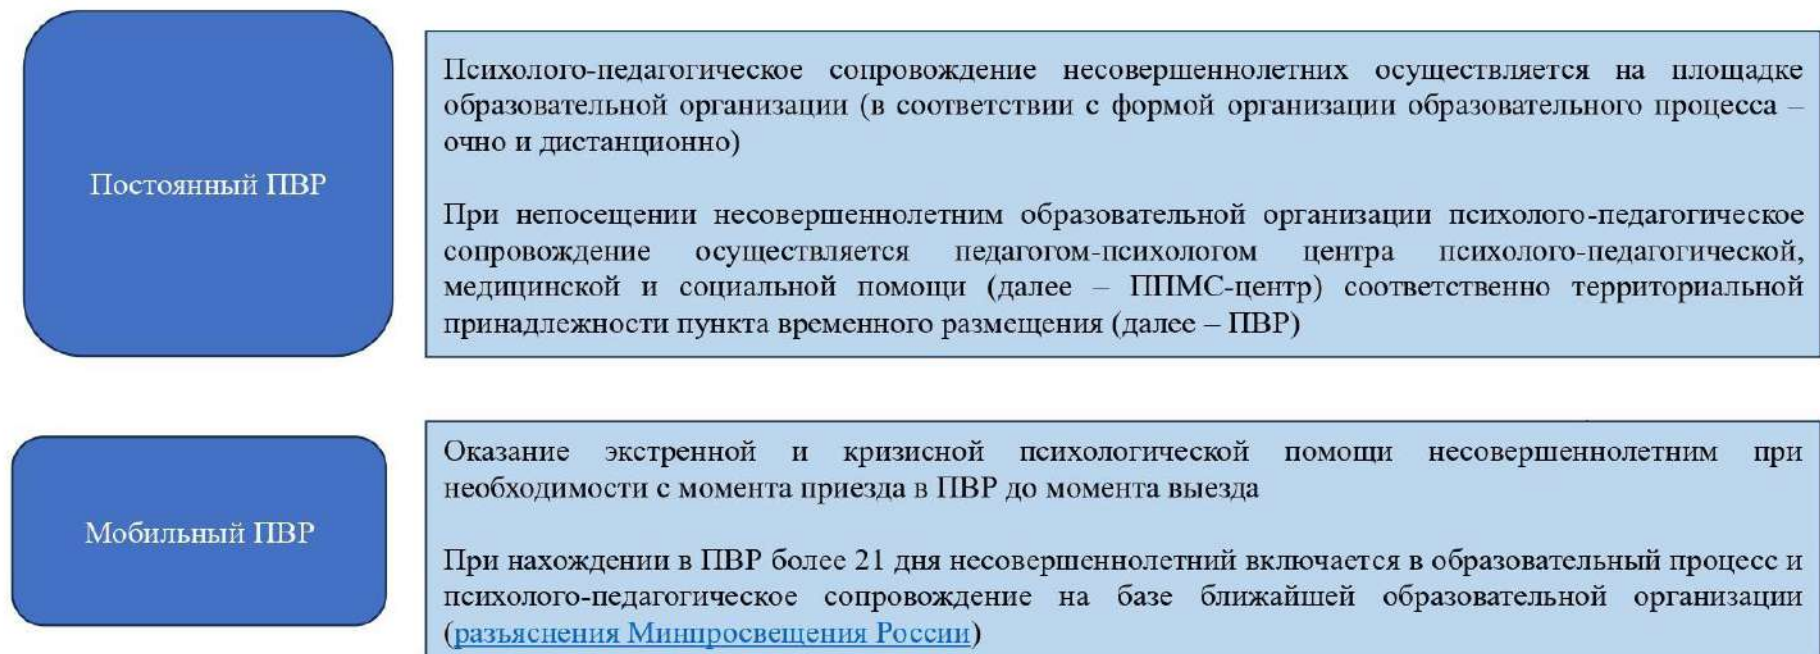 Постоянный ПВР
Психолого-педагогическое сопровождение несовершеннолетних осуществляется на площадке
образовательной организации (в соответствии с формой организации образовательного процесса –
очно и дистанционно)
При непосещении несовершеннолетним образовательной организации психолого-педагогическое
сопровождение осуществляется педагогом-психологом центра психолого-педагогической,
медицинской и социальной помощи (далее – ППМС-центр) соответственно территориальной
принадлежности пункта временного размещения (далее – ПВР)
Мобильный ПВР
Оказание экстренной и кризисной психологической помощи несовершеннолетним при
необходимости с момента приезда в ПВР до момента выезда
При нахождении в ПВР более 21 дня несовершеннолетний включается в образовательный процесс и
психолого-педагогическое сопровождение на базе ближайшей образовательной организации
(разъяснения Минпросвещения России)